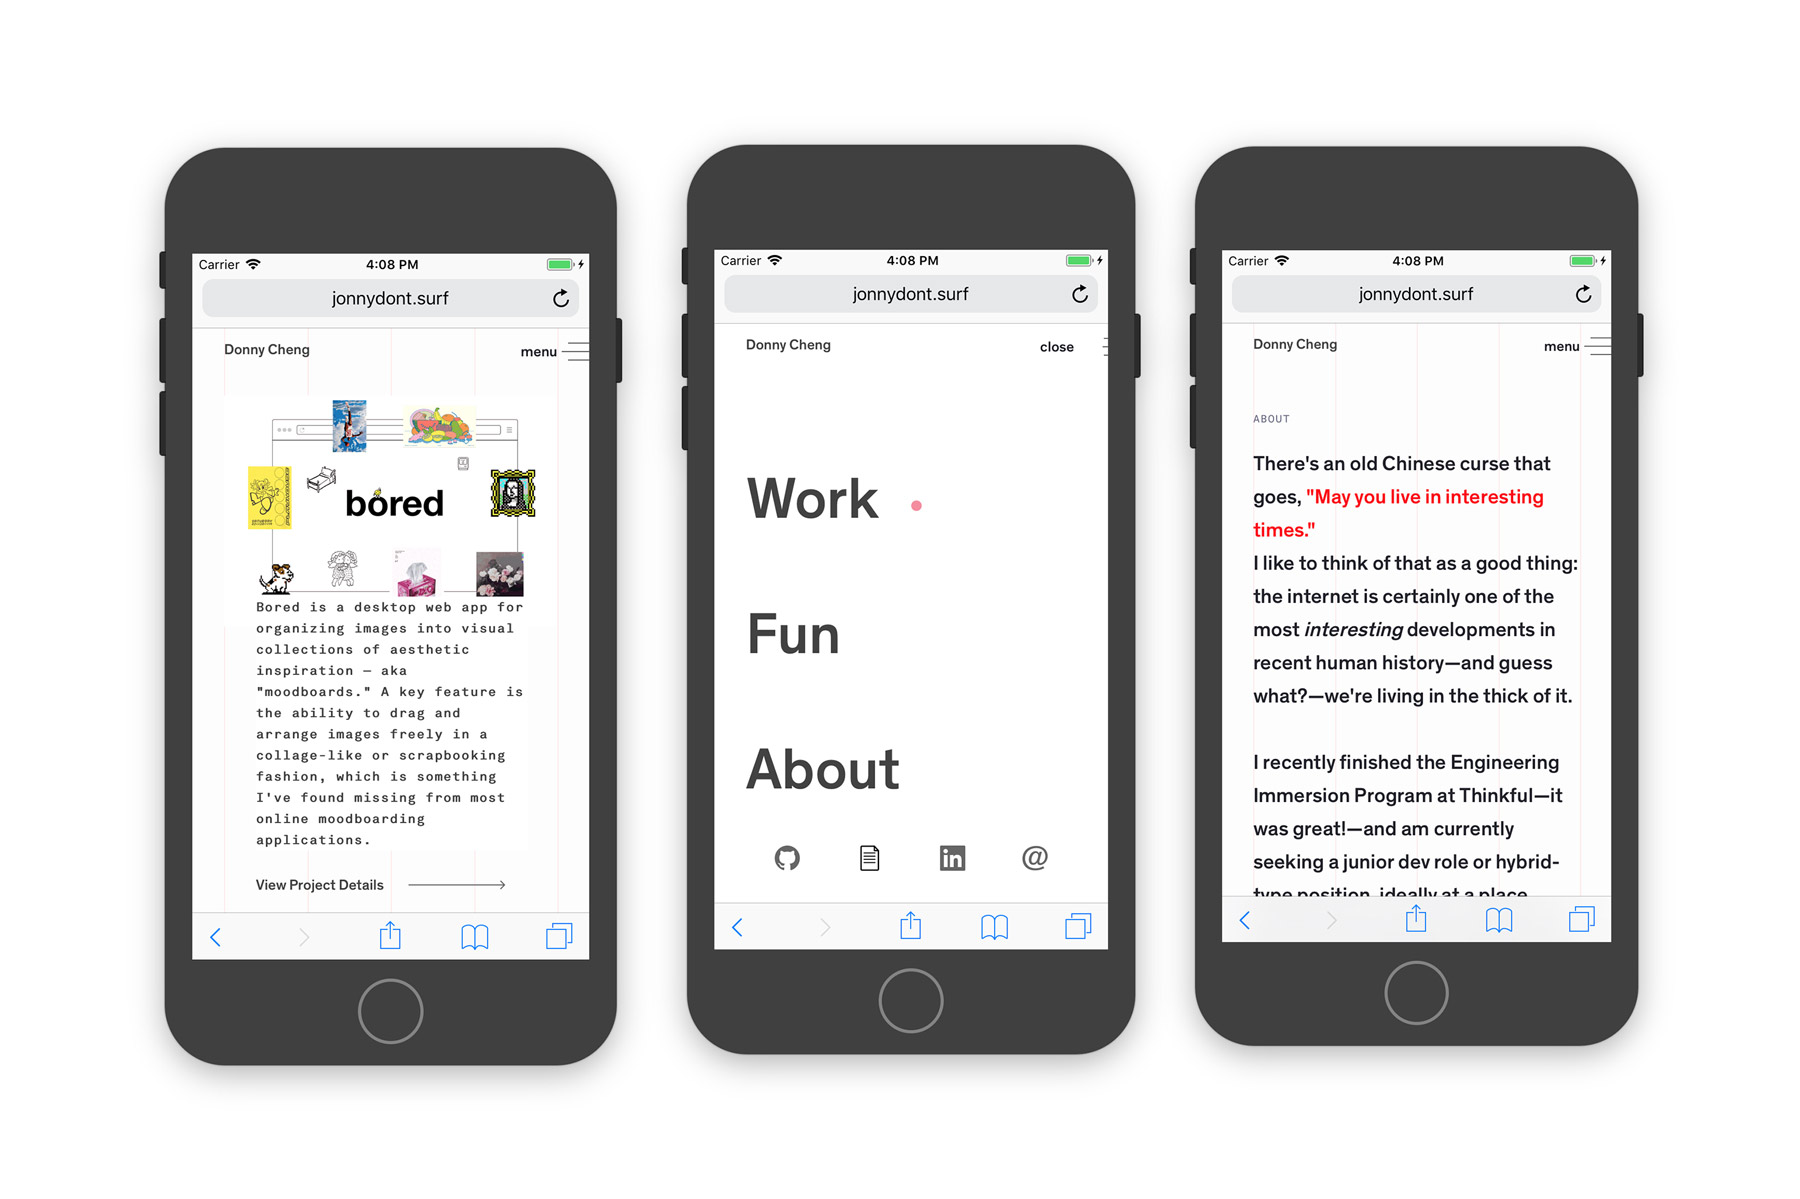 Carrier 4:08 PM
jonnydont.surf
Donny Cheng menu
bored
Bored is a desktop web app for
organizing images into visual
collections of aesthetic
inspiration — aka
"moodboards." A key feature is
the ability to drag and
arrange images freely in a
collage-like or scrapbooking
fashion, which is something
I've found missing from most
online moodboarding
applications.
View Project Details
Carrier 4:08 PM
jonnydont.surf
Donny Cheng close
Work
Fun
About
in
@
Carrier 4:08 PM
jonnydont.surf
Donny Cheng menu
ABOUT
There's an old Chinese curse that
goes, "May you live in interesting
times."
I like to think of that as a good thing:
the internet is certainly one of the
most interesting developments in
recent human history—and guess
what?—we're living in the thick of it.
I recently finished the Engineering
Immersion Program at Thinkful—it
was great!—and am currently
seeking a junior dev role or hybrid-
type position, ideally at a place